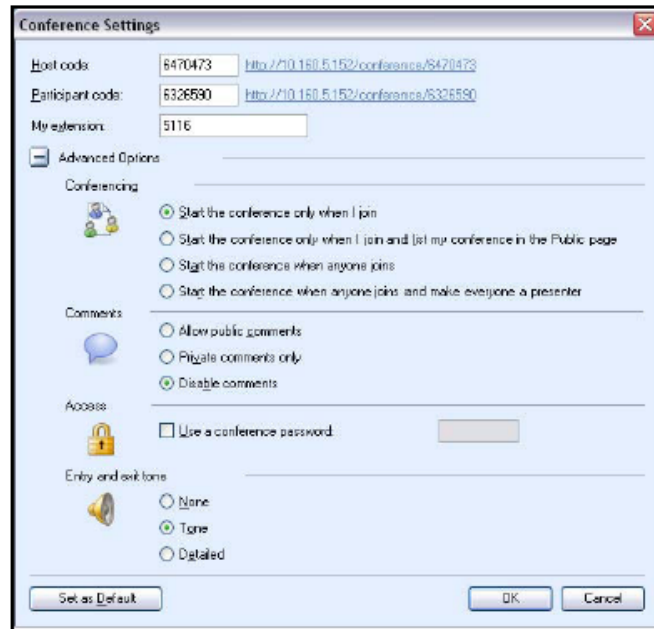 Conference Settings
Host code: 6470473 http://10.160.5.152/conference/6470473
Participant code: 6326590 http://10.160.5.152/conference/6326590
My extension: 5116
Advanced Options
Conferencing
Start the conference only when I join
Start the conference only when I join and list my conference in the Public page
Start the conference when anyone joins
Start the conference when anyone joins and make everyone a presenter
Comments
Allow public comments
Private comments only
Disable comments
Access
Use a conference password:
Entry and exit tone
None
Tone
Detailed
Set as Default OK Cancel